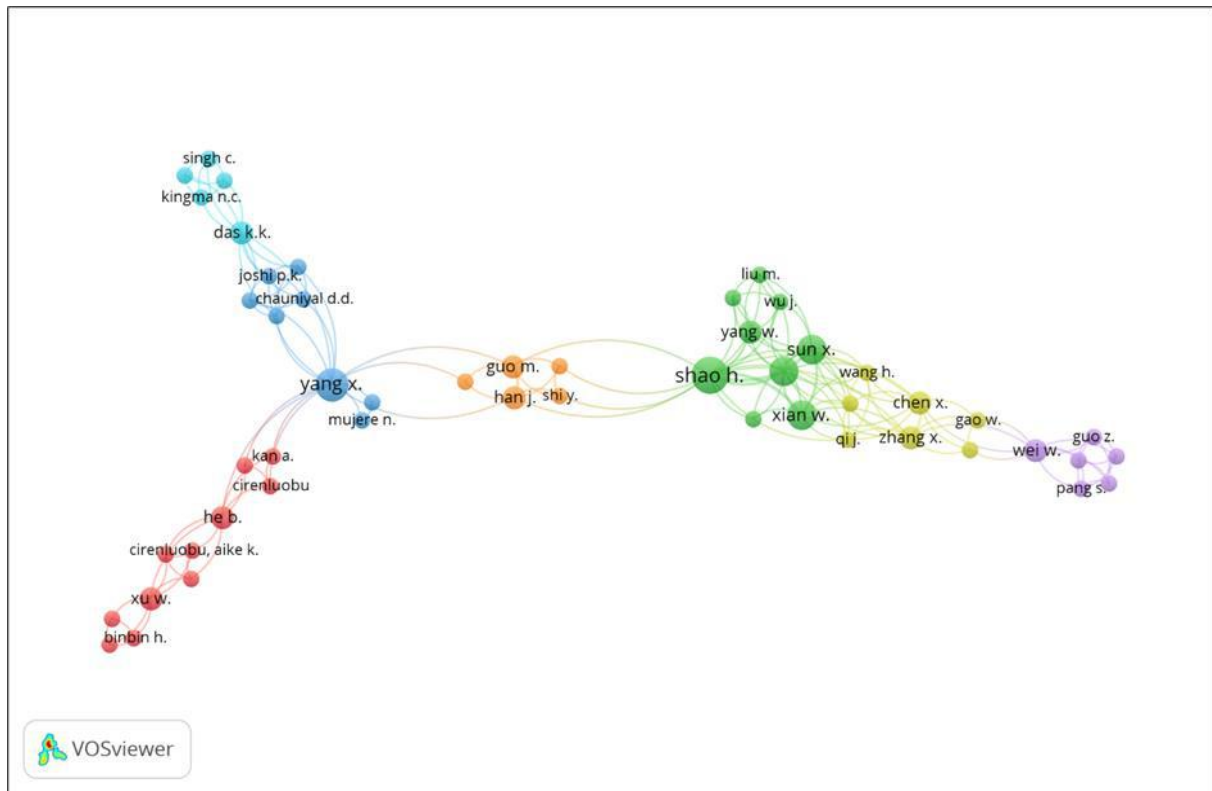 singh c.
kingma n.c.
das k.k.
joshi p.k.
chauniyal d.d.
yang x.
mujere n.
kan a.
cirenluobu
he b.
cirenluobu, aike k.
xu w.
binbin h.
guo m.
han j.
shi y.
liu m.
wu j.
yang w.
sun x.
shao h.
xian w.
wang h.
chen x.
qi j.
zhang x.
gao w.
wei w.
guo z.
pang s.
VOSviewer